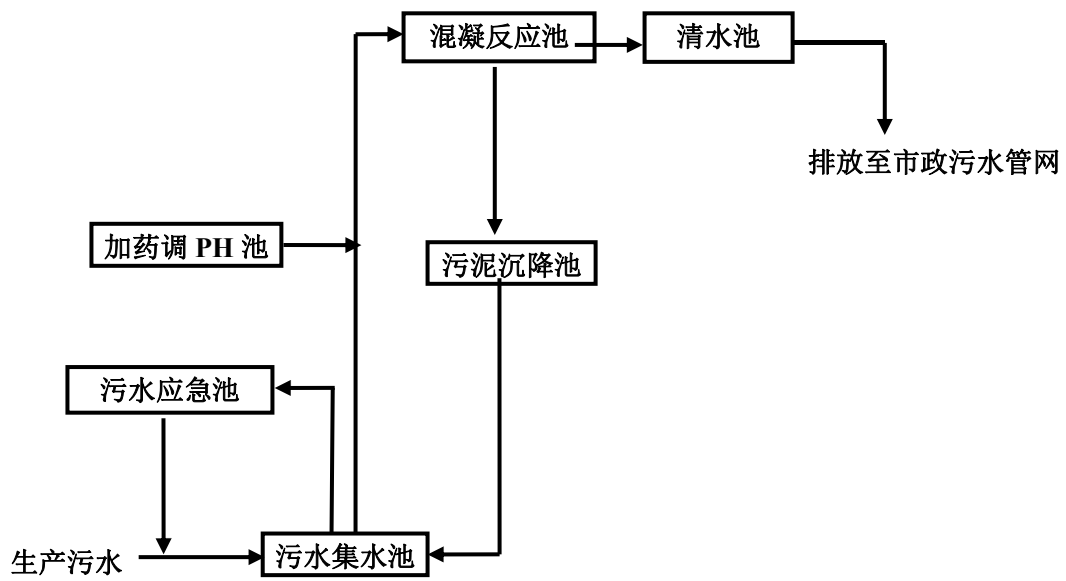 混凝反应池
清水池
排放至市政污水管网
加药调 PH 池
污泥沉降池
污水应急池
生产污水
污水集水池